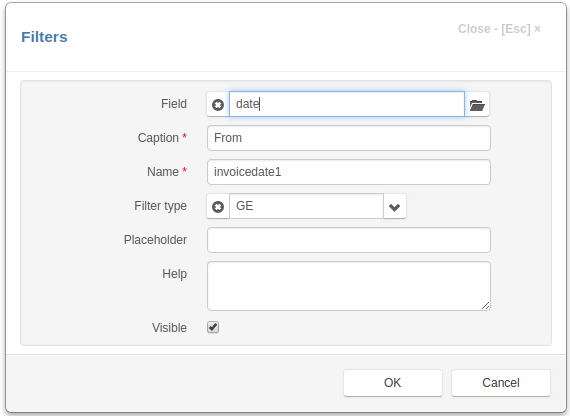 Filters
Close - [Esc] ×
Field date
Caption * From
Name * invoicedate1
Filter type GE
Placeholder
Help
Visible
OK Cancel